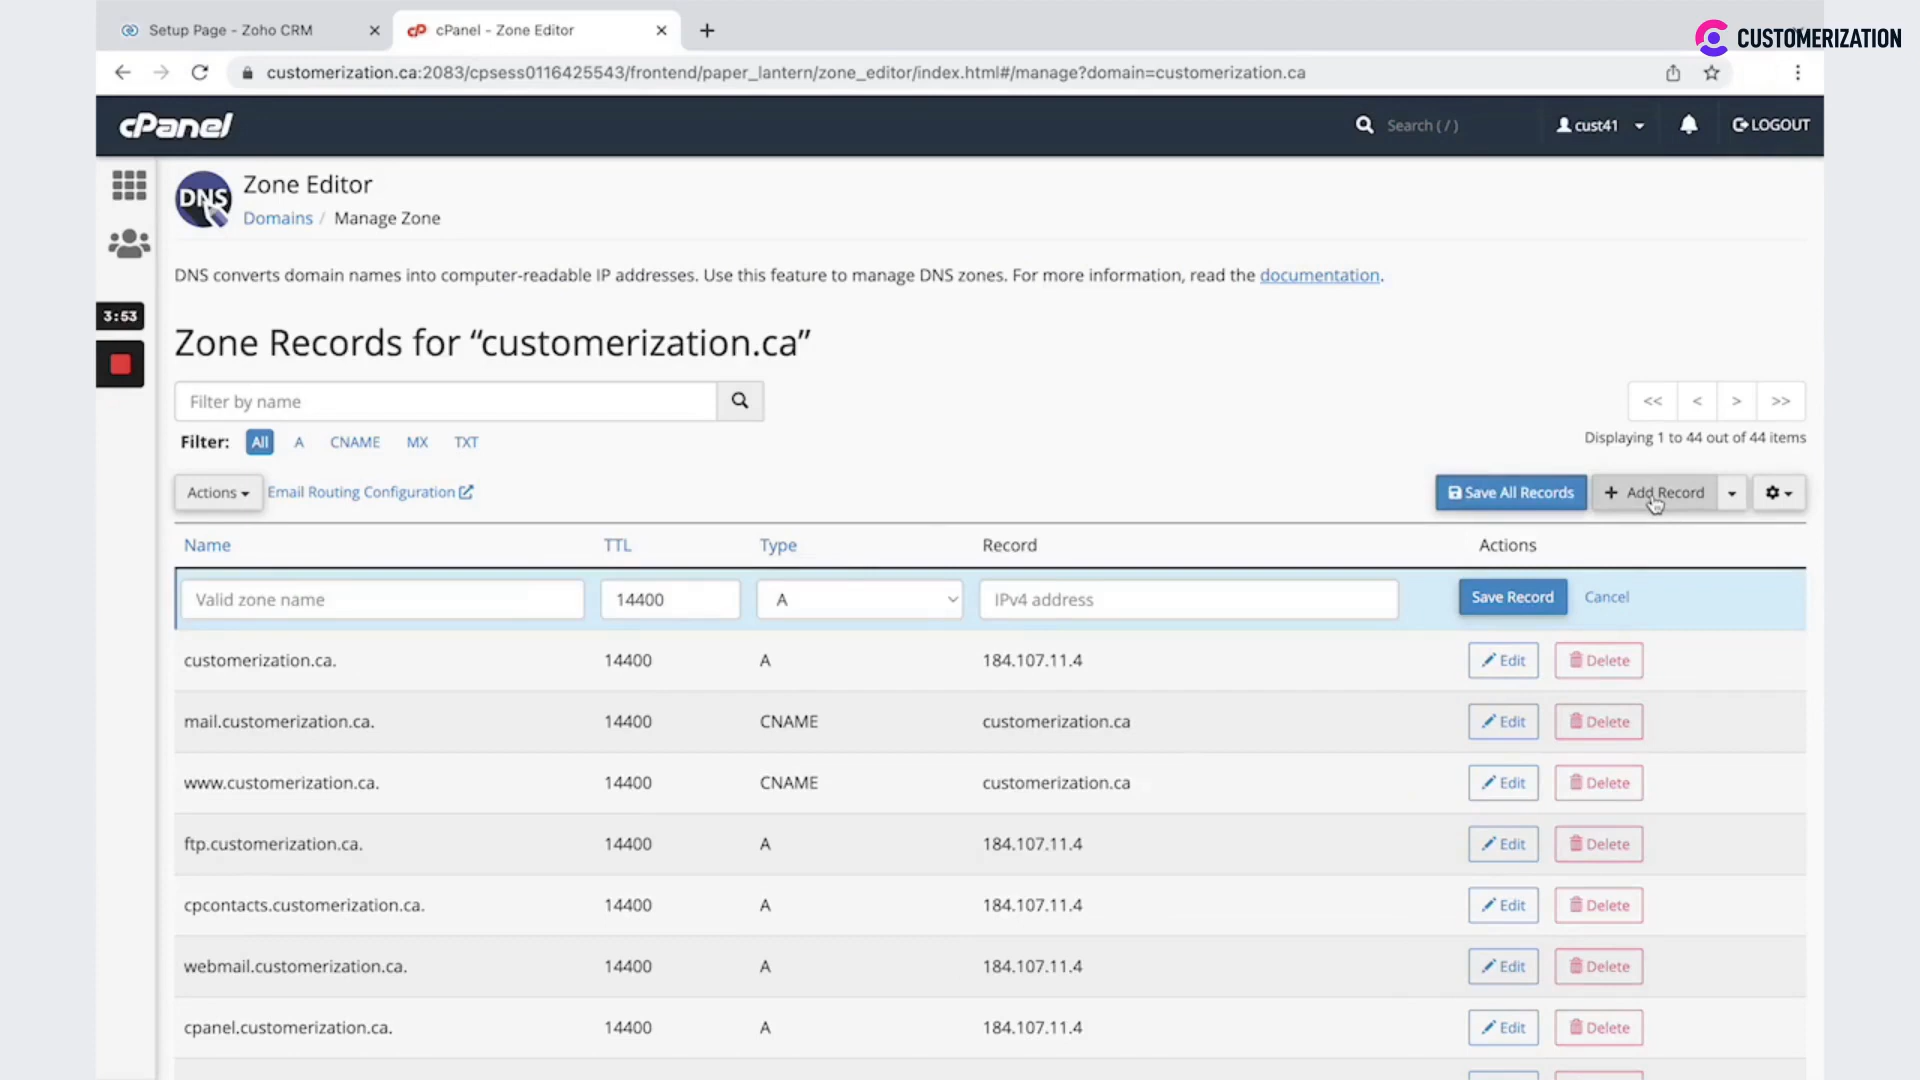 Setup Page - Zoho CRM
cPanel - Zone Editor
CUSTOMERIZATION
customerization.ca:2083/cpsess0116425543/frontend/paper_lantern/zone_editor/index.html#/manage?domain=customerization.ca
cPanel
Search ( / )
cust41
LOGOUT
DNS
Zone Editor
Domains / Manage Zone
DNS converts domain names into computer-readable IP addresses. Use this feature to manage DNS zones. For more information, read the documentation.
3:53
Zone Records for “customerization.ca”
Filter by name
<< < > >>
Filter: All A CNAME MX TXT
Displaying 1 to 44 out of 44 items
Actions Email Routing Configuration Save All Records + Add Record
Name TTL Type Record Actions
Valid zone name 14400 A IPv4 address Save Record Cancel
customerization.ca. 14400 A 184.107.11.4 Edit Delete
mail.customerization.ca. 14400 CNAME customerization.ca Edit Delete
www.customerization.ca. 14400 CNAME customerization.ca Edit Delete
ftp.customerization.ca. 14400 A 184.107.11.4 Edit Delete
cpcontacts.customerization.ca. 14400 A 184.107.11.4 Edit Delete
webmail.customerization.ca. 14400 A 184.107.11.4 Edit Delete
cpanel.customerization.ca. 14400 A 184.107.11.4 Edit Delete